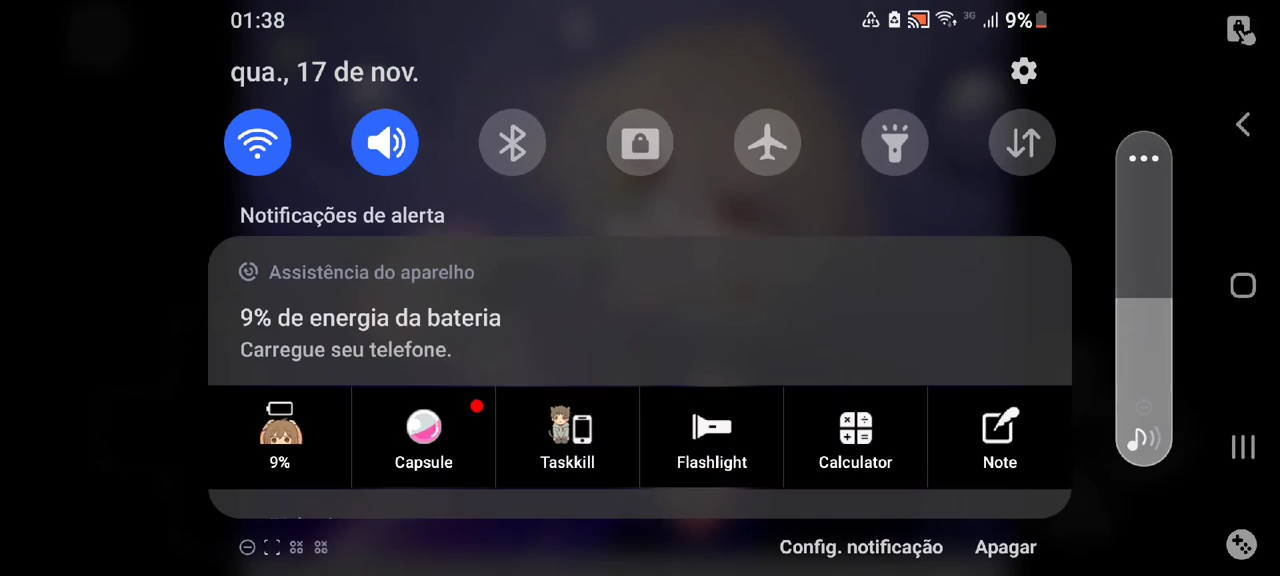 01:38
3G
9%
qua., 17 de nov.
Notificações de alerta
Assistência do aparelho
9% de energia da bateria
Carregue seu telefone.
9%
Capsule
Taskkill
Flashlight
Calculator
Note
Config. notificação
Apagar